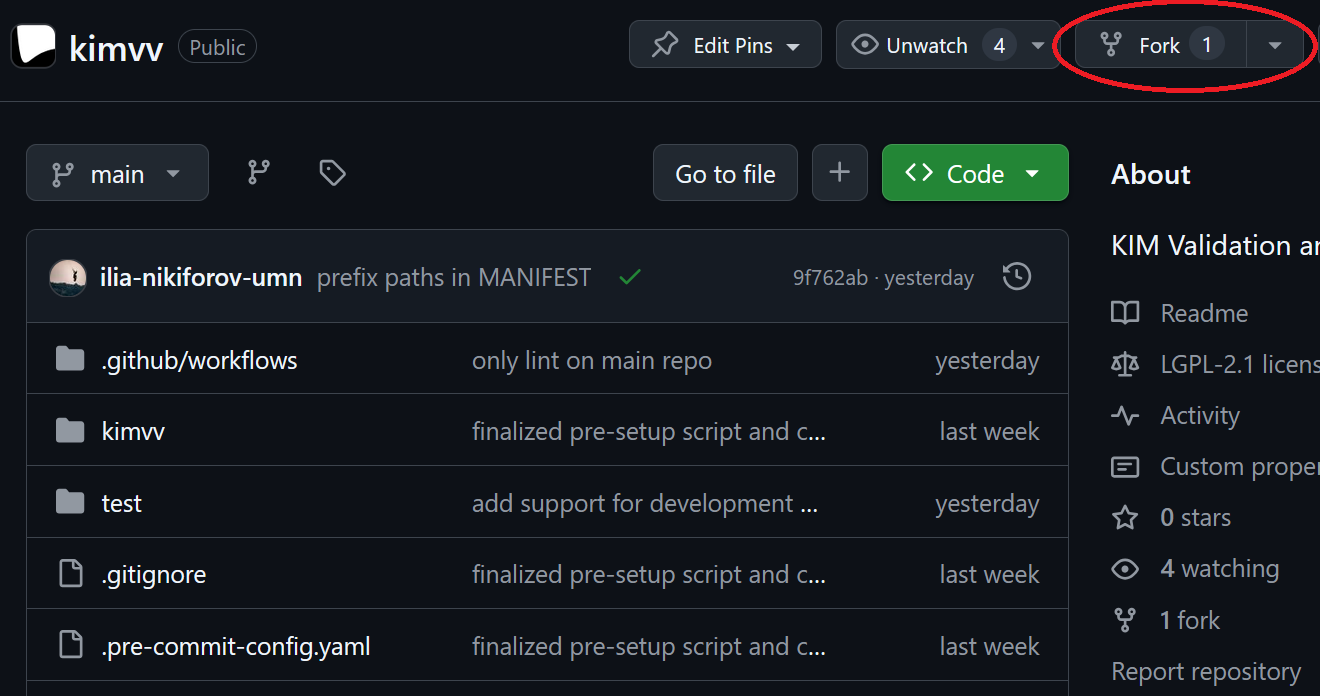 kimvv Public Edit Pins Unwatch 4 Fork 1
main Go to file Code
About
KIM Validation
ilia-nikiforov-umn prefix paths in MANIFEST 9f762ab · yesterday
.github/workflows only lint on main repo yesterday
kimvv finalized pre-setup script and c... last week
test add support for development ... yesterday
.gitignore finalized pre-setup script and c... last week
.pre-commit-config.yaml finalized pre-setup script and c... last week
Readme
LGPL-2.1 licens
Activity
Custom proper
0 stars
4 watching
1 fork
Report repository